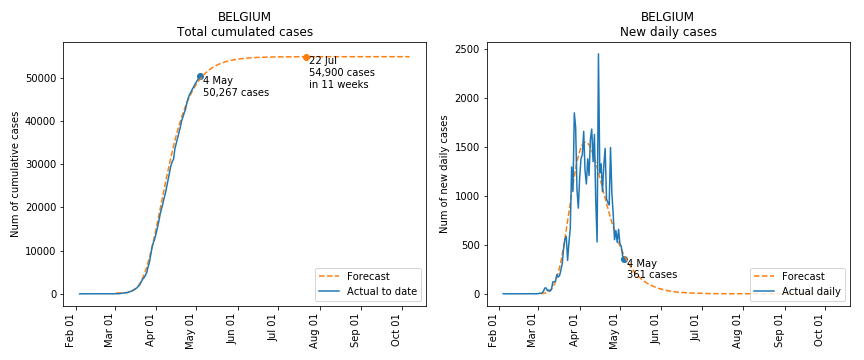 BELGIUM
Total cumulated cases
Num of cumulative cases
50000
40000
30000
20000
10000
0
4 May
50,267 cases
22 Jul
54,900 cases
in 11 weeks
Forecast
Actual to date
Feb 01
Mar 01
Apr 01
May 01
Jun 01
Jul 01
Aug 01
Sep 01
Oct 01
BELGIUM
New daily cases
Num of new daily cases
2500
2000
1500
1000
500
0
4 May
361 cases
Forecast
Actual daily
Feb 01
Mar 01
Apr 01
May 01
Jun 01
Jul 01
Aug 01
Sep 01
Oct 01